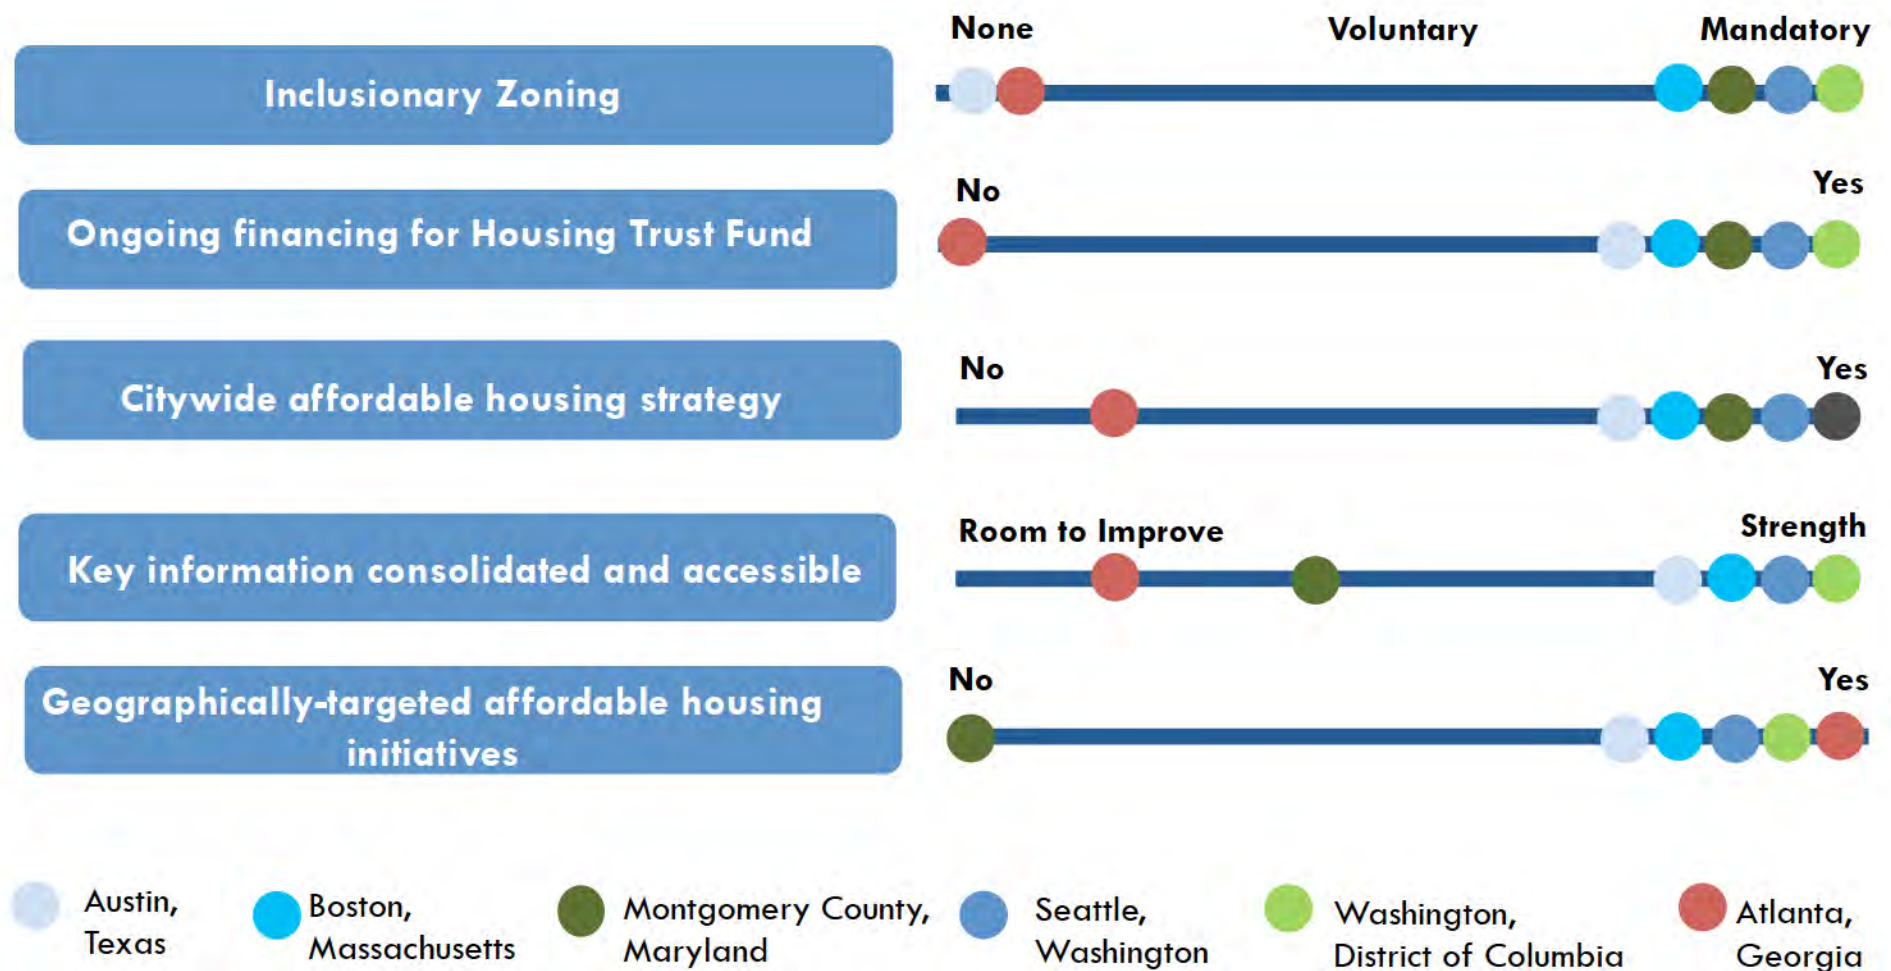 None
Voluntary
Mandatory
Inclusionary Zoning
No
Yes
Ongoing financing for Housing Trust Fund
No
Yes
Citywide affordable housing strategy
Room to Improve
Strength
Key information consolidated and accessible
No
Yes
Geographically-targeted affordable housing
initiatives
Austin,
Texas
Boston,
Massachusetts
Montgomery County,
Maryland
Seattle,
Washington
Washington,
District of Columbia
Atlanta,
Georgia